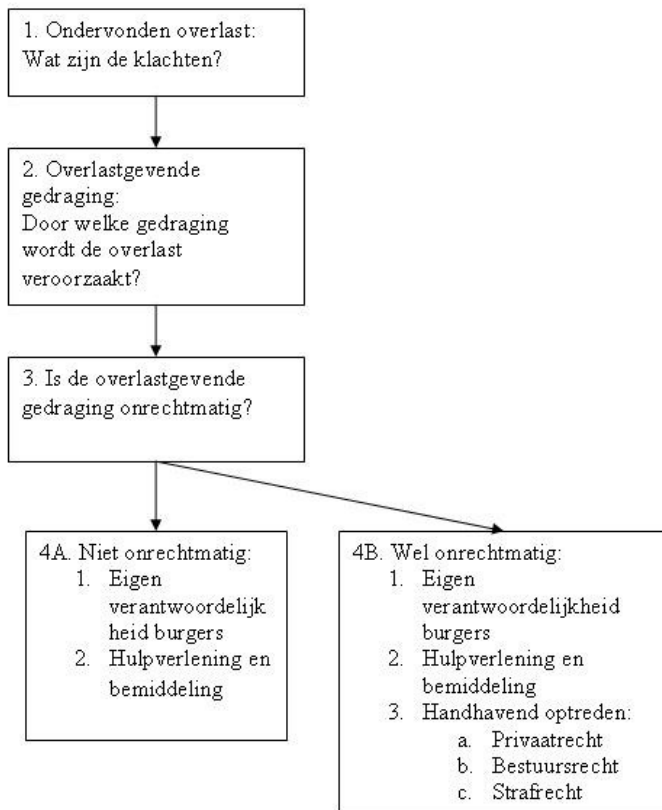 1. Ondervonden overlast:
Wat zijn de klachten?
2. Overlastgevende
gedraging:
Door welke gedraging
wordt de overlast
veroorzaakt?
3. Is de overlastgevende
gedraging onrechtmatig?
4A. Niet onrechtmatig:
1. Eigen
verantwoordelijk
heid burgers
2. Hulpverlening en
bemiddeling
4B. Wel onrechtmatig:
1. Eigen
verantwoordelijkheid
burgers
2. Hulpverlening en
bemiddeling
3. Handhavend optreden:
a. Privaatrecht
b. Bestuursrecht
c. Strafrecht